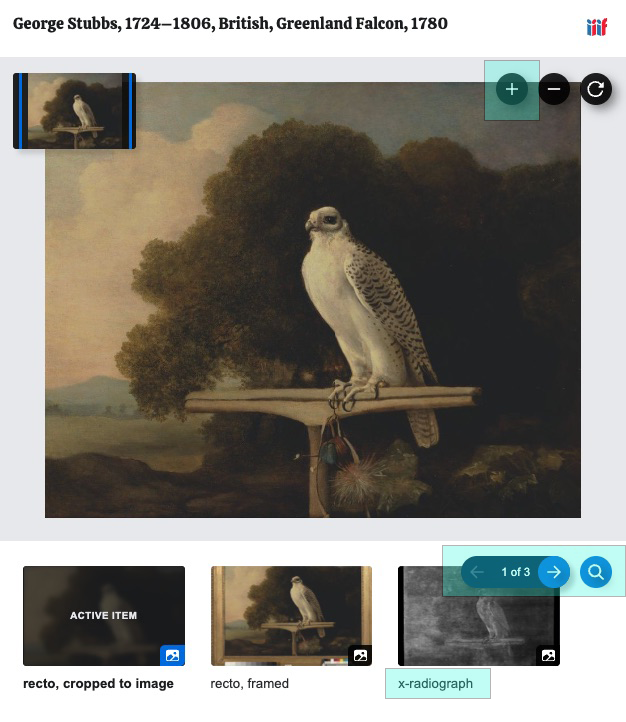 George Stubbs, 1724–1806, British, Greenland Falcon, 1780
iiif
ACTIVE ITEM
1 of 3
recto, cropped to image
recto, framed
x-radiograph